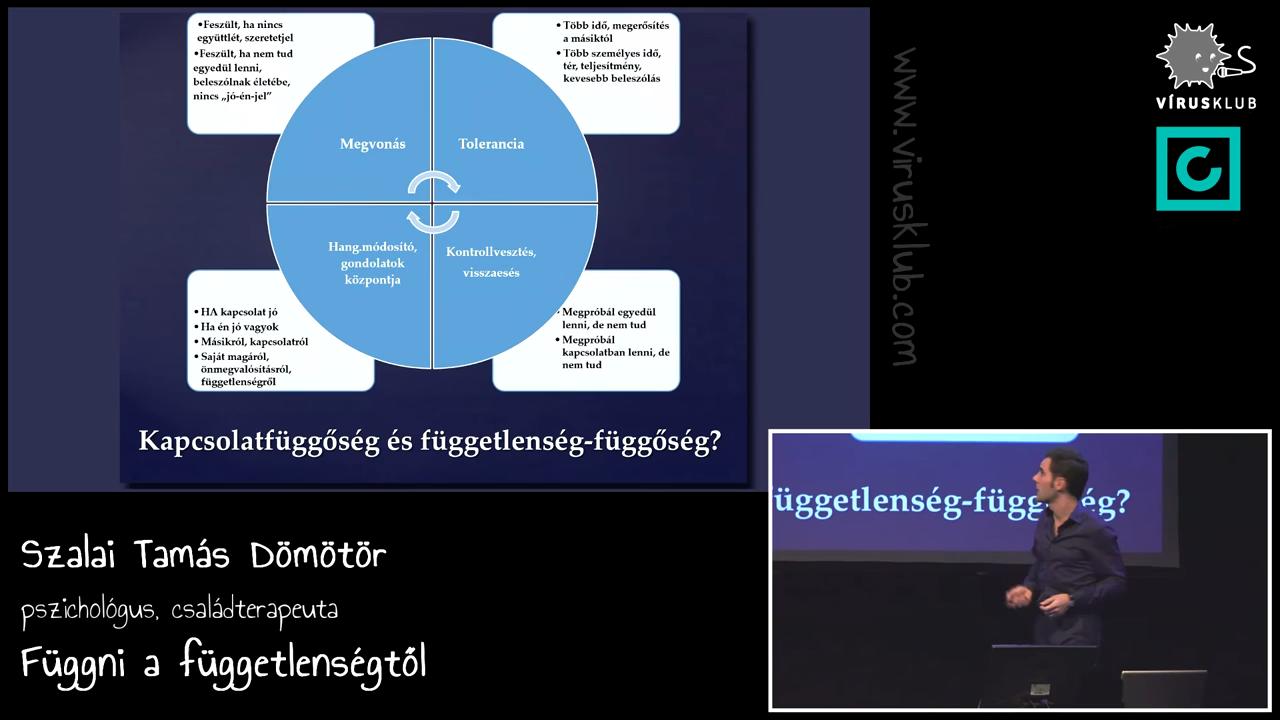 •Feszült, ha nincs
együttlét, szeretetjel
•Feszült, ha nem tud
egyedül lenni,
beleszólnak életébe,
nincs „jó-én-jel”
• Több idő, megerősítés
a másiktól
• Több személyes idő,
tér, teljesítmény,
kevesebb beleszólás
Megvonás
Tolerancia
Hang.módosító,
gondolatok
központja
Kontrollvesztés,
visszaesés
• HA kapcsolat jó
• Ha én jó vagyok
• Másikról, kapcsolatról
• Saját magáról,
önmegvalósításról,
függetlenségről
• Megpróbál egyedül
lenni, de nem tud
• Megpróbál
kapcsolatban lenni, de
nem tud
Kapcsolatfüggőség és függetlenség-függőség?
www.virusklub.com
VÍRUSKLUB
üggetlenség-függ ég?
Szalai Tamás Dömötör
pszichológus, családterapeuta
Függni a függetlenségtől